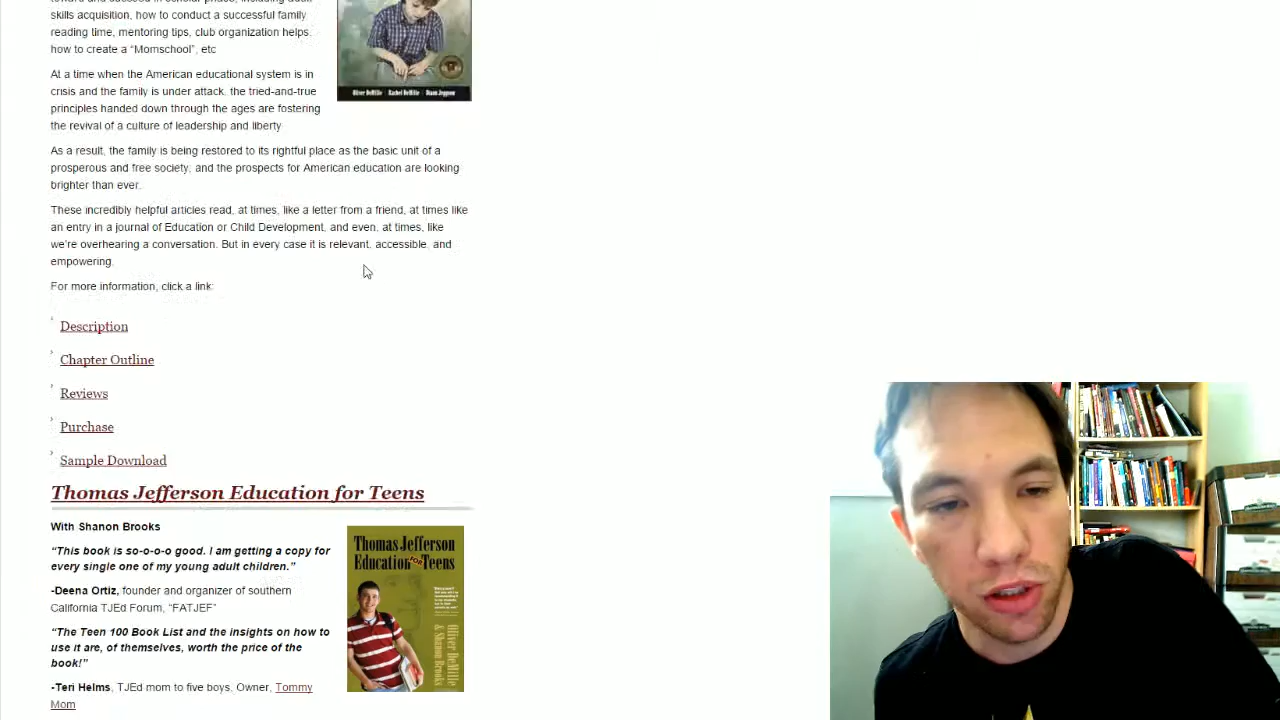 skills acquisition, how to conduct a successful family
reading time, mentoring tips, club organization helps,
how to create a “Momschool”, etc
Oliver DeMille | Rachel DeMille | Diann Jeppson
At a time when the American educational system is in
crisis and the family is under attack, the tried-and-true
principles handed down through the ages are fostering
the revival of a culture of leadership and liberty
As a result, the family is being restored to its rightful place as the basic unit of a
prosperous and free society; and the prospects for American education are looking
brighter than ever.
These incredibly helpful articles read, at times, like a letter from a friend, at times like
an entry in a journal of Education or Child Development, and even, at times, like
we’re overhearing a conversation. But in every case it is relevant, accessible, and
empowering.
For more information, click a link:
Description
Chapter Outline
Reviews
Purchase
Sample Download
Thomas Jefferson Education for Teens
With Shanon Brooks
“This book is so-o-o-o good. I am getting a copy for
every single one of my young adult children.”
-Deena Ortiz, founder and organizer of southern
California TJEd Forum, “TATJEF”
“The Teen 100 Book List and the insights on how to
use it are, of themselves, worth the price of the
book!”
-Teri Helms, TJEd mom to five boys, Owner, Tommy
Mom
Thomas Jefferson
Education for Teens
Oliver DeMille
& Shanon Brooks